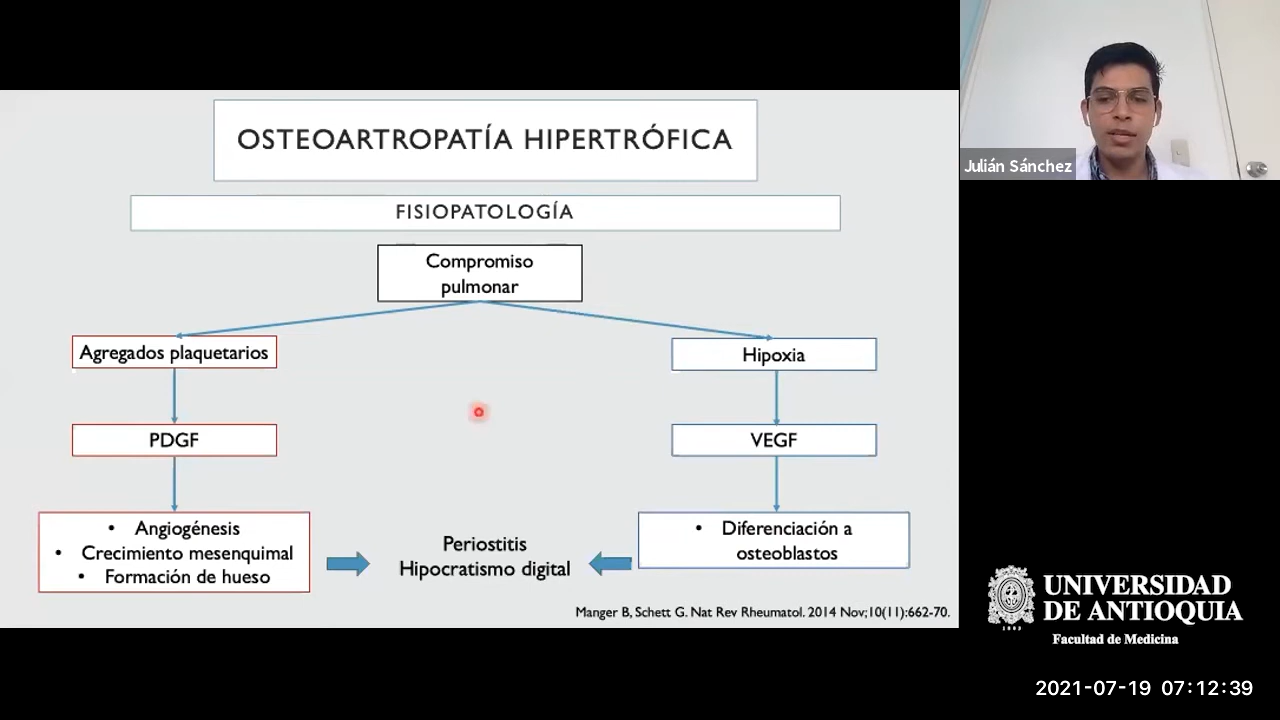 OSTEOARTROPATÍA HIPERTRÓFICA
FISIOPATOLOGÍA
Compromiso
pulmonar
Agregados plaquetarios
Hipoxia
PDGF
VEGF
• Angiogénesis
• Crecimiento mesenquimal
• Formación de hueso
Periostitis
Hipocratismo digital
• Diferenciación a
osteoblastos
Manger B, Schett G. Nat Rev Rheumatol. 2014 Nov;10(11):662-70.
Julián Sánchez
1803
UNIVERSIDAD
DE ANTIOQUIA
Facultad de Medicina
2021-07-19 07:12:39